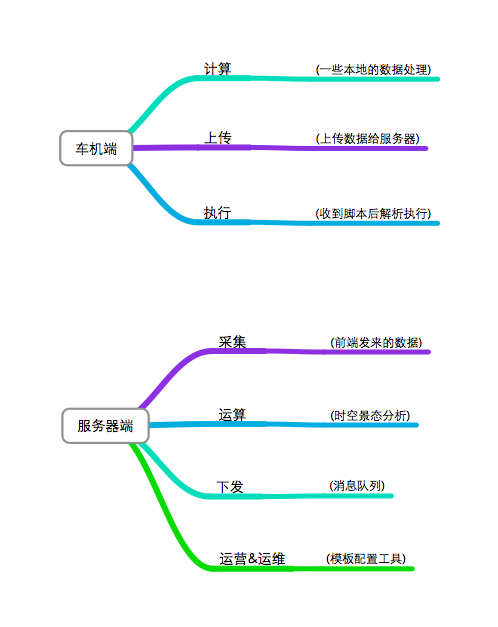 计算
(一些本地的数据处理)
车机端
上传
(上传数据给服务器)
执行
(收到脚本后解析执行)
采集
(前端发来的数据)
服务器端
运算
(时空景态分析)
下发
(消息队列)
运营&运维
(模板配置工具)